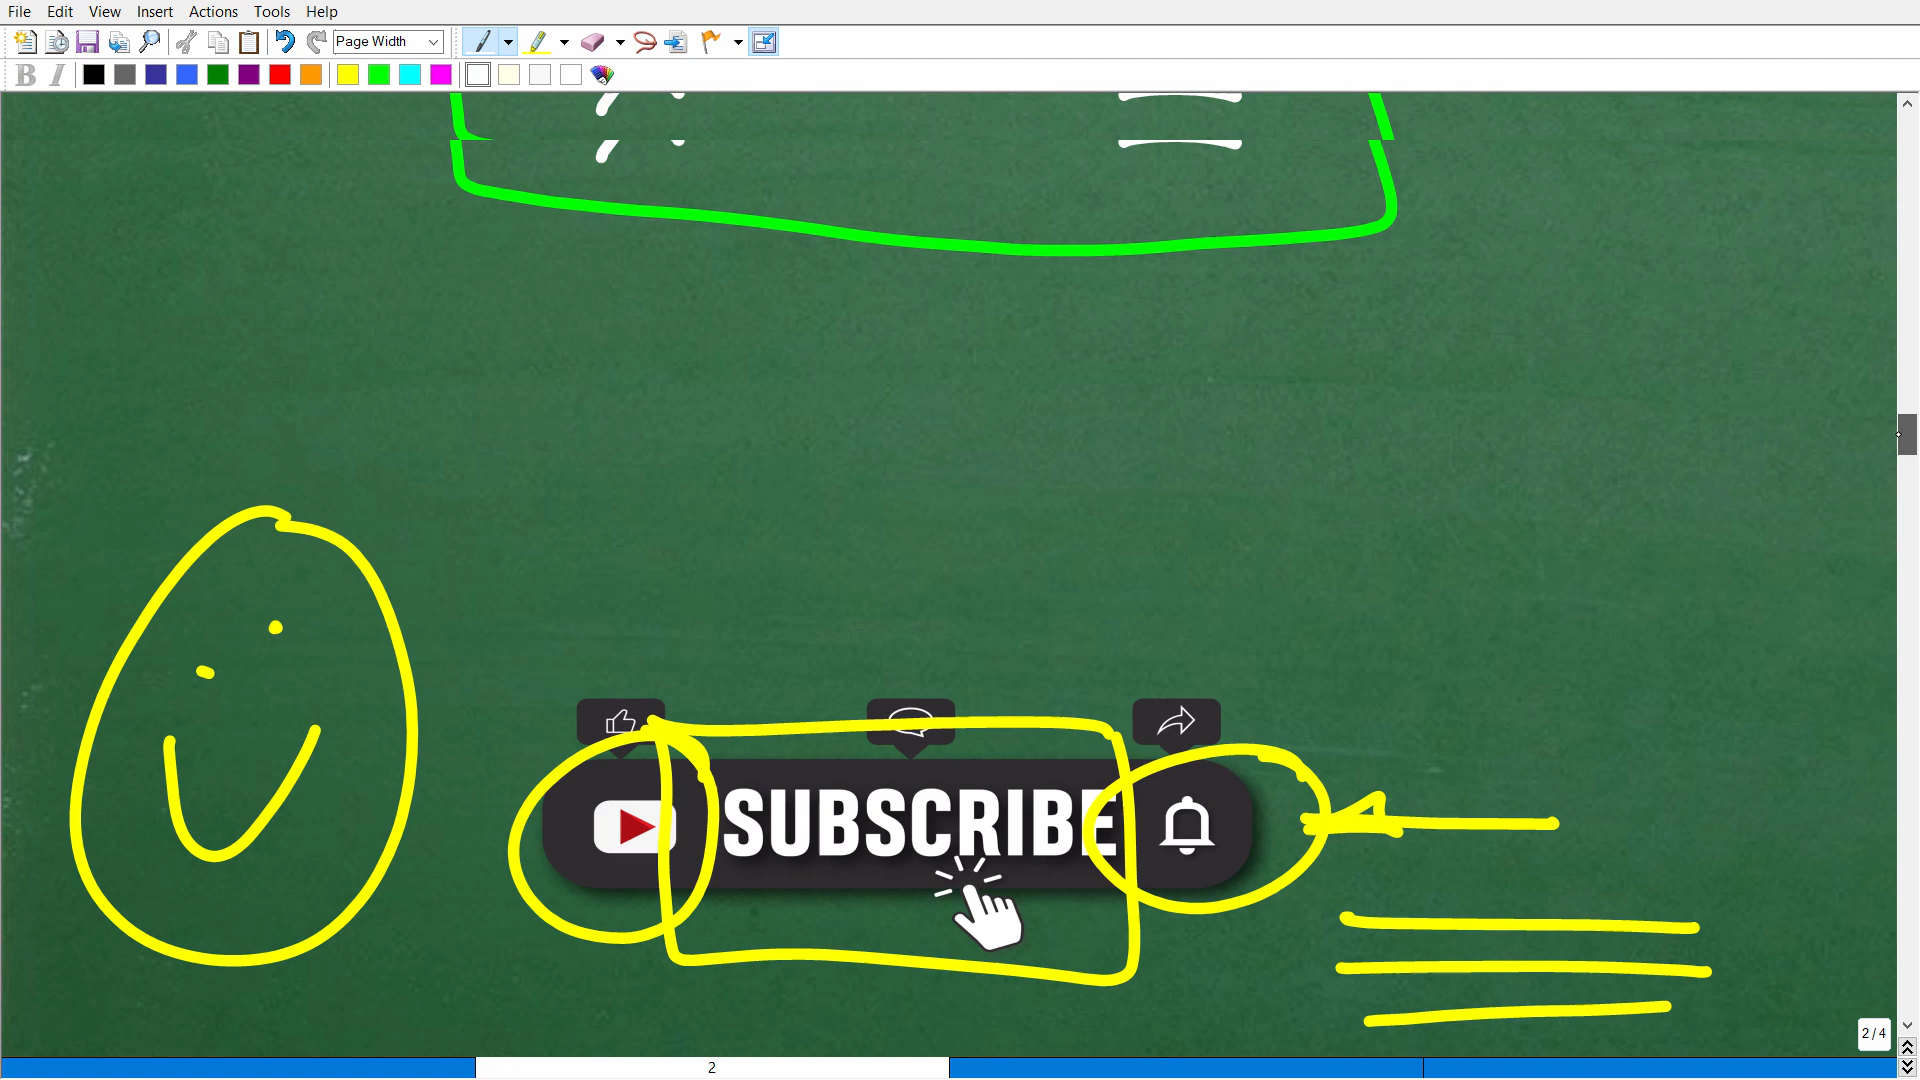 File Edit View Insert Actions Tools Help
Page Width
B I
SUBSCRIBE
2 / 4
2